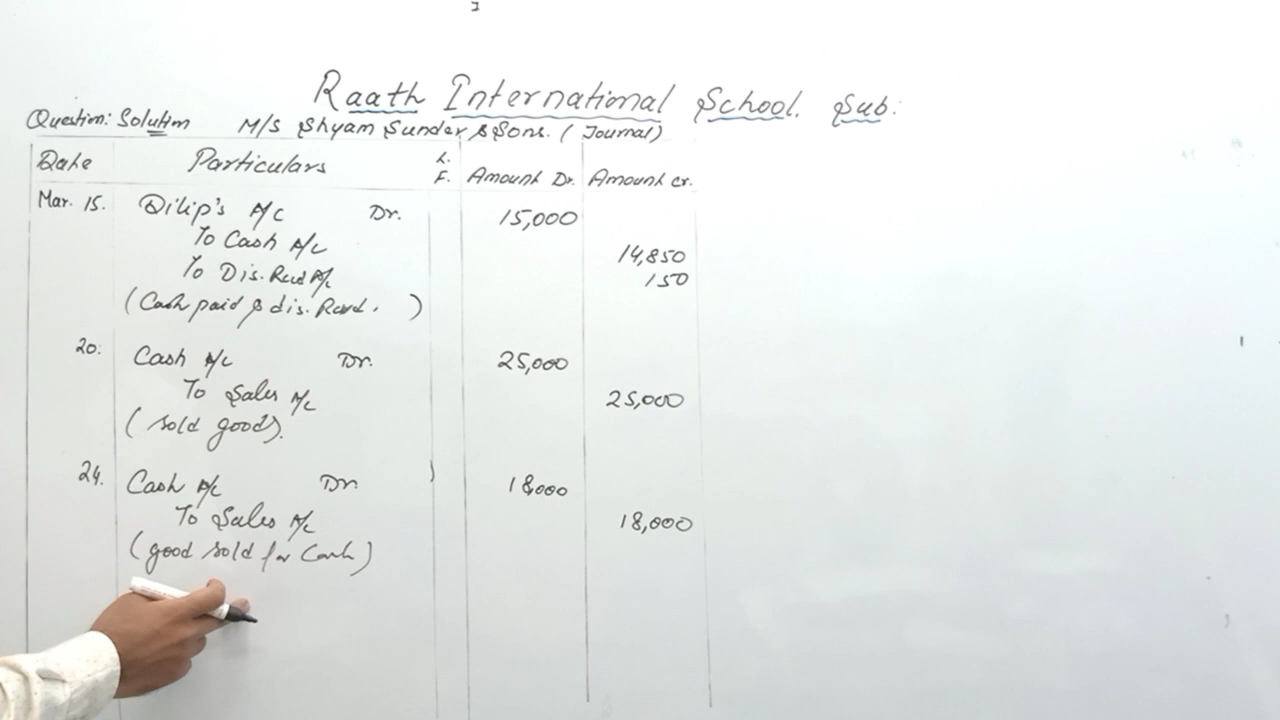 Raath International School. Sub:
Question: Solution M/S Shyam Sunder & Sons. (Journal)
Date Particulars L. F. Amount Dr. Amount Cr.
Mar. 15. Dilip's A/C Dr. 15,000
To Cash A/C 14,850
To Dis. Rcvd A/C 150
(Cash paid & dis. Rcvd.)
20. Cash A/C Dr. 25,000
To Sales A/C 25,000
(sold good).
24. Cash A/C Dr. 18,000
To Sales A/C 18,000
(good sold for Cash)